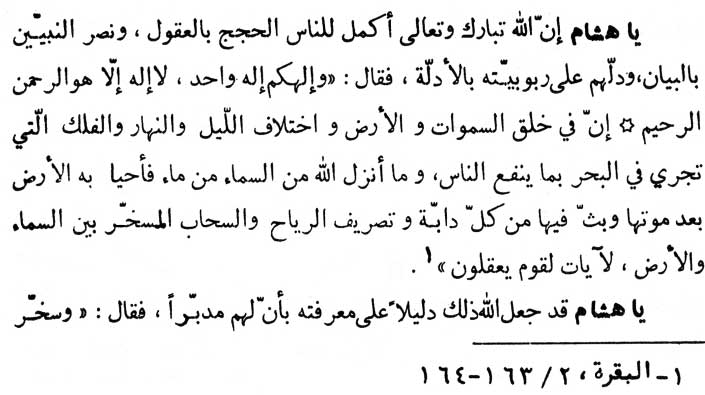 يا هشام إنّ الله تبارك وتعالى أكمل للناس الحجج بالعقول ، ونصر النبيّين
بالبيان، ودلّهم على ربوبيّته بالأدلّة ، فقال : «وإلهكم إله واحد ، لا إله إلّا هو الرحمن
الرحيم ۞ إنّ في خلق السموات و الأرض و اختلاف اللّيل والنهار والفلك الّتي
تجري في البحر بما ينفع الناس، و ما أنزل الله من السماء من ماء فأحيا به الأرض
بعد موتها وبثّ فيها من كلّ دابّة و تصريف الرياح والسحاب المسخّر بين السماء
والأرض ، لآيات لقوم يعقلون»١ .
يا هشام قد جعل الله ذلك دليلاً على معرفته بأنّ لهم مدبّراً ، فقال : « وسخّر
١ - البقرة ، ٢ / ١٦٣-١٦٤